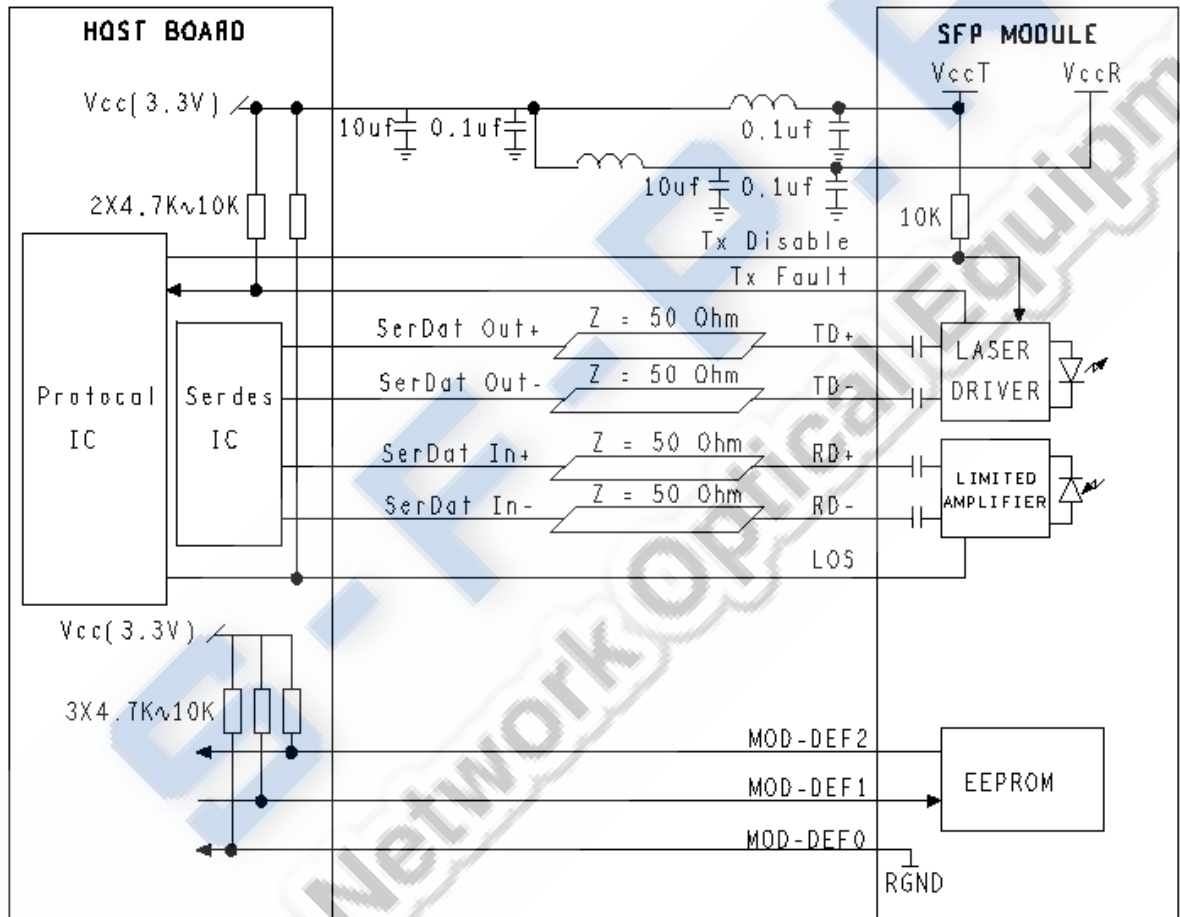 HOST BOARD
SFP MODULE
VccT
VccR
Vcc(3.3V)
10uf
0.1uf
0.1uf
10uf
0.1uf
2X4.7K∿10K
10K
Tx Disable
Tx Fault
SerDat Out+
Z = 50 Ohm
TD+
SerDat Out-
Z = 50 Ohm
TD-
LASER
DRIVER
Protocal
IC
Serdes
IC
SerDat In+
Z = 50 Ohm
RD+
SerDat In-
Z = 50 Ohm
RD-
LIMITED
AMPLIFIER
LOS
Vcc(3.3V)
3X4.7K∿10K
MOD-DEF2
MOD-DEF1
EEPROM
MOD-DEF0
RGND
S-F-P.
Network Optical